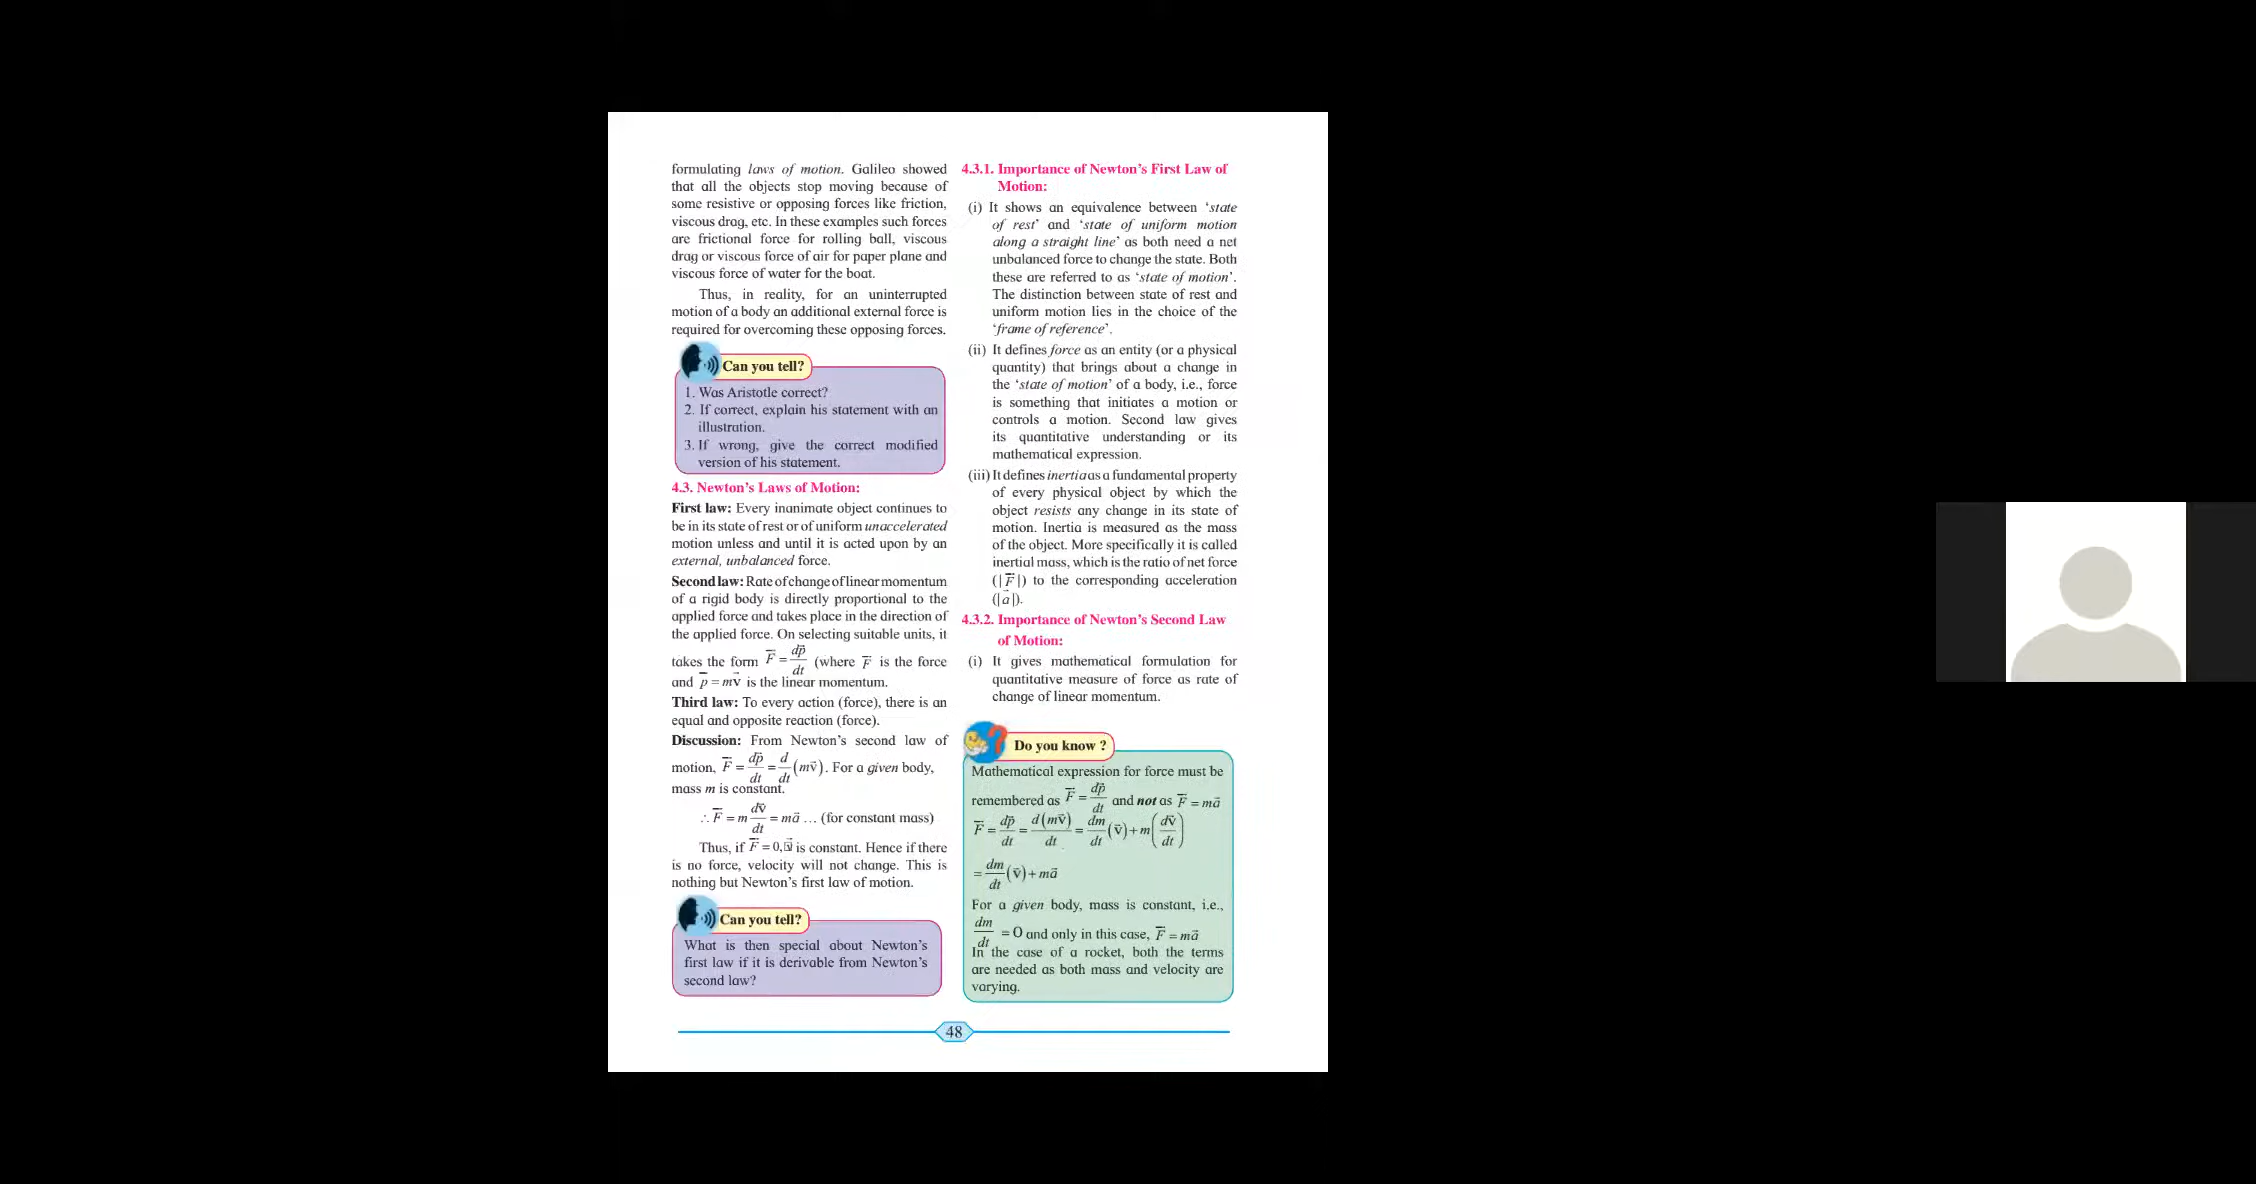 formulating laws of motion. Galileo showed
that all the objects stop moving because of
some resistive or opposing forces like friction,
viscous drag, etc. In these examples such forces
are frictional force for rolling ball, viscous
drag or viscous force of air for paper plane and
viscous force of water for the boat.
Thus, in reality, for an uninterrupted
motion of a body an additional external force is
required for overcoming these opposing forces.
Can you tell?
1. Was Aristotle correct?
2. If correct, explain his statement with an
illustration.
3. If wrong, give the correct modified
version of his statement.
4.3. Newton's Laws of Motion:
First law: Every inanimate object continues to
be in its state of rest or of uniform unaccelerated
motion unless and until it is acted upon by an
external, unbalanced force.
Second law: Rate of change of linear momentum
of a rigid body is directly proportional to the
applied force and takes place in the direction of
the applied force. On selecting suitable units, it
takes the form F⃗ = dp⃗/dt (where F⃗ is the force
and p⃗ = mv⃗ is the linear momentum.
Third law: To every action (force), there is an
equal and opposite reaction (force).
Discussion: From Newton's second law of
motion, F⃗ = dp⃗/dt = d/dt (mv⃗). For a given body,
mass m is constant.
∴ F⃗ = m dv⃗/dt = ma⃗ … (for constant mass)
Thus, if F⃗ = 0, v⃗ is constant. Hence if there
is no force, velocity will not change. This is
nothing but Newton's first law of motion.
Can you tell?
What is then special about Newton's
first law if it is derivable from Newton's
second law?
4.3.1. Importance of Newton's First Law of
Motion:
(i) It shows an equivalence between 'state
of rest' and 'state of uniform motion
along a straight line' as both need a net
unbalanced force to change the state. Both
these are referred to as 'state of motion'.
The distinction between state of rest and
uniform motion lies in the choice of the
'frame of reference'.
(ii) It defines force as an entity (or a physical
quantity) that brings about a change in
the 'state of motion' of a body, i.e., force
is something that initiates a motion or
controls a motion. Second law gives
its quantitative understanding or its
mathematical expression.
(iii) It defines inertia as a fundamental property
of every physical object by which the
object resists any change in its state of
motion. Inertia is measured as the mass
of the object. More specifically it is called
inertial mass, which is the ratio of net force
(|F⃗|) to the corresponding acceleration
(|a⃗|).
4.3.2. Importance of Newton's Second Law
of Motion:
(i) It gives mathematical formulation for
quantitative measure of force as rate of
change of linear momentum.
Do you know ?
Mathematical expression for force must be
remembered as F⃗ = dp⃗/dt and not as F⃗ = ma⃗
F⃗ = dp⃗/dt = d(mv⃗)/dt = dm/dt (v⃗) + m(dv⃗/dt)
= dm/dt (v⃗) + ma⃗
For a given body, mass is constant, i.e.,
dm/dt = 0 and only in this case, F⃗ = ma⃗
In the case of a rocket, both the terms
are needed as both mass and velocity are
varying.
48